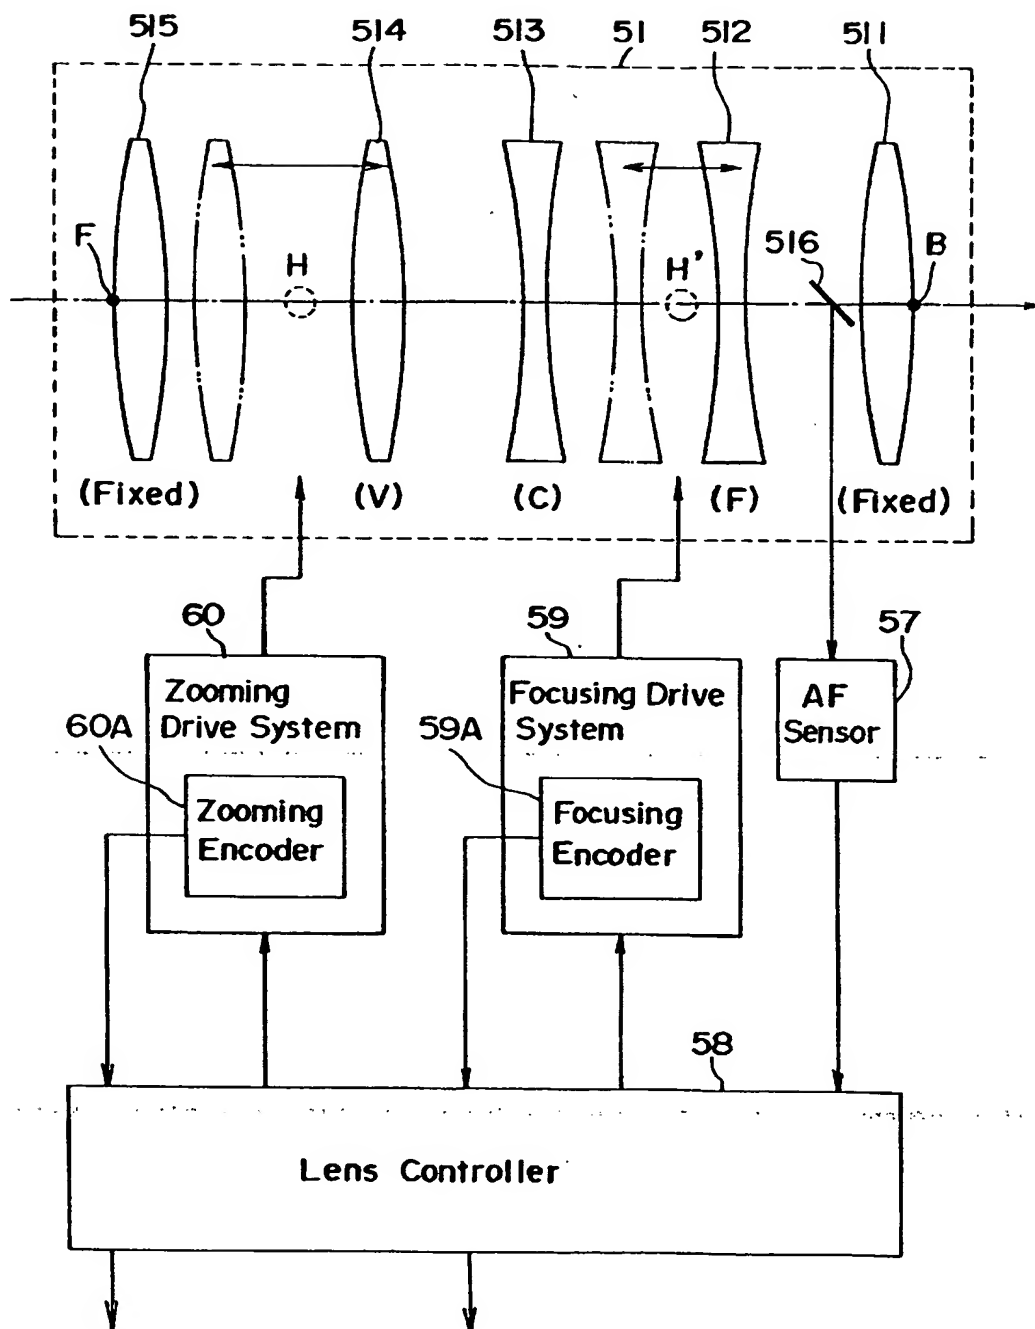 515
514
513
51
512
511
F
H
H'
516
B
(Fixed)
(V)
(C)
(F)
(Fixed)
60
59
57
Zooming
Drive System
60A
Zooming
Encoder
Focusing Drive
System
59A
Focusing
Encoder
AF
Sensor
58
Lens Controller